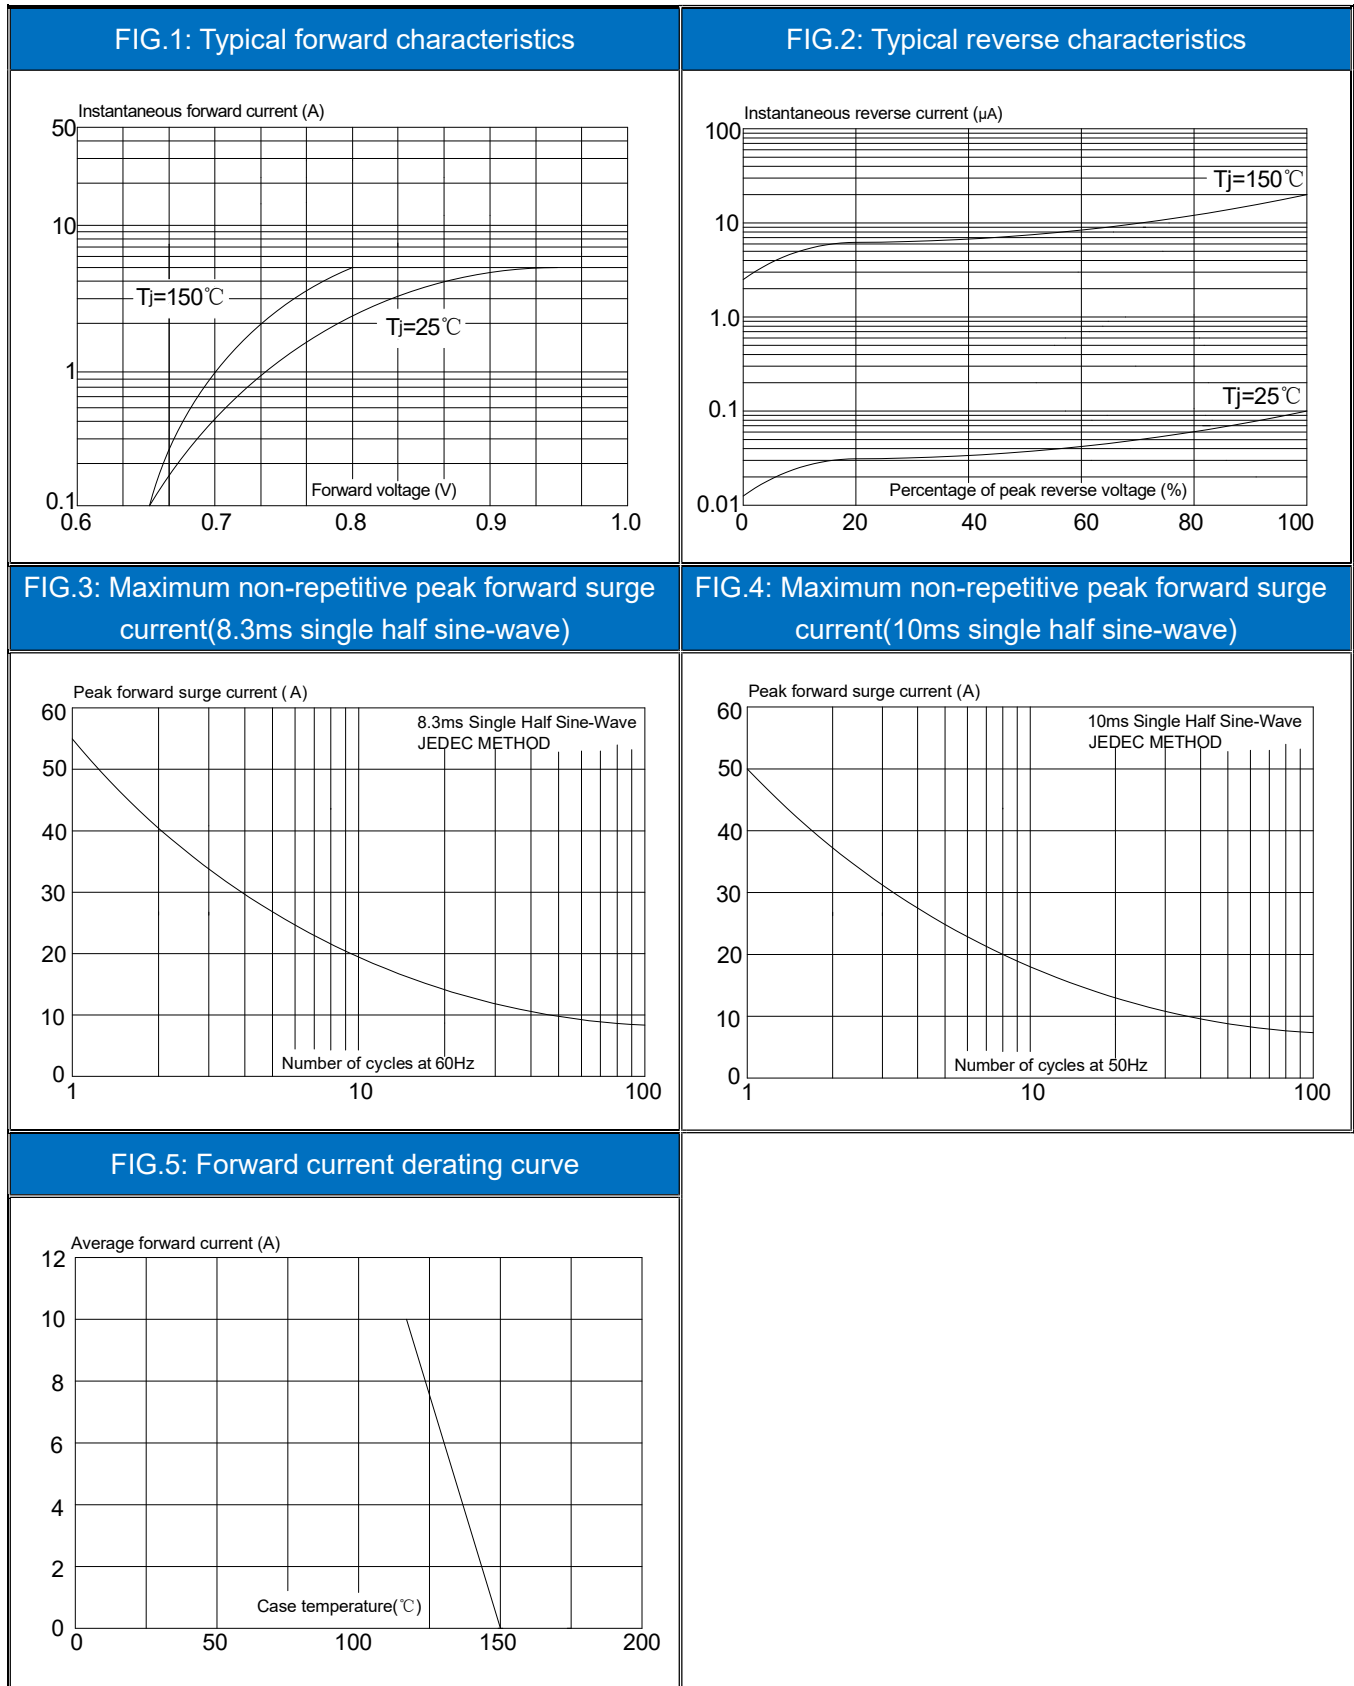 FIG.1: Typical forward characteristics
FIG.2: Typical reverse characteristics
Instantaneous forward current (A)
50
10
1
0.1
Tj=150℃
Tj=25℃
Forward voltage (V)
0.6 0.7 0.8 0.9 1.0
Instantaneous reverse current (μA)
100
10
1.0
0.1
0.01
Tj=150℃
Tj=25℃
Percentage of peak reverse voltage (%)
0 20 40 60 80 100
FIG.3: Maximum non-repetitive peak forward surge
current(8.3ms single half sine-wave)
FIG.4: Maximum non-repetitive peak forward surge
current(10ms single half sine-wave)
Peak forward surge current ( A)
60
50
40
30
20
10
0
8.3ms Single Half Sine-Wave
JEDEC METHOD
Number of cycles at 60Hz
1 10 100
Peak forward surge current (A)
60
50
40
30
20
10
0
10ms Single Half Sine-Wave
JEDEC METHOD
Number of cycles at 50Hz
1 10 100
FIG.5: Forward current derating curve
Average forward current (A)
12
10
8
6
4
2
0
Case temperature(℃)
0 50 100 150 200